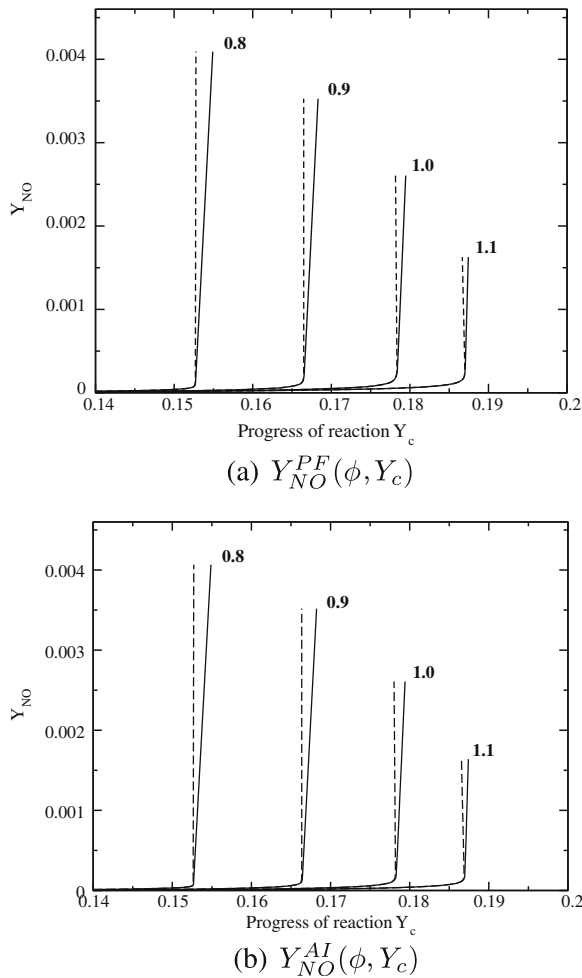 0.004
0.003
0.002
0.001
0
Y_NO
0.8
0.9
1.0
1.1
0.14 0.15 0.16 0.17 0.18 0.19 0.2
Progress of reaction Y_c
(a) Y_{NO}^{PF}(ϕ, Y_c)
0.004
0.003
0.002
0.001
0
Y_NO
0.8
0.9
1.0
1.1
0.14 0.15 0.16 0.17 0.18 0.19 0.2
Progress of reaction Y_c
(b) Y_{NO}^{AI}(ϕ, Y_c)